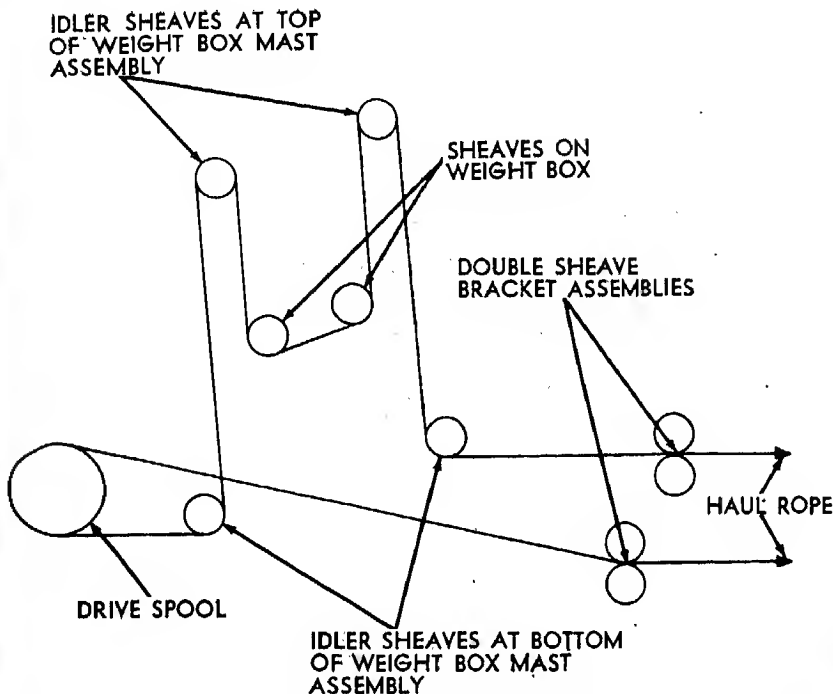 IDLER SHEAVES AT TOP
OF WEIGHT BOX MAST
ASSEMBLY
SHEAVES ON
WEIGHT BOX
DOUBLE SHEAVE
BRACKET ASSEMBLIES
HAUL ROPE
DRIVE SPOOL
IDLER SHEAVES AT BOTTOM
OF WEIGHT BOX MAST
ASSEMBLY